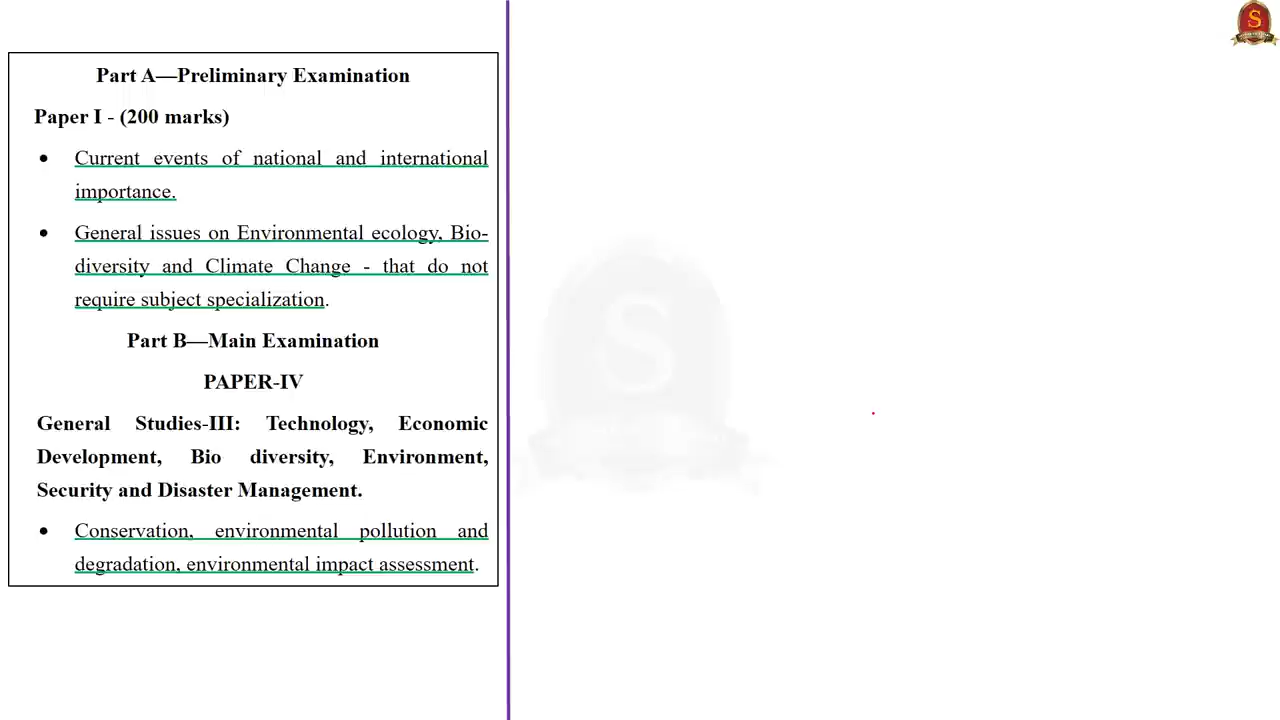 Part A—Preliminary Examination
Paper I - (200 marks)
• Current events of national and international
importance.
• General issues on Environmental ecology, Bio-
diversity and Climate Change - that do not
require subject specialization.
Part B—Main Examination
PAPER-IV
General Studies-III: Technology, Economic
Development, Bio diversity, Environment,
Security and Disaster Management.
• Conservation, environmental pollution and
degradation, environmental impact assessment.
S
S